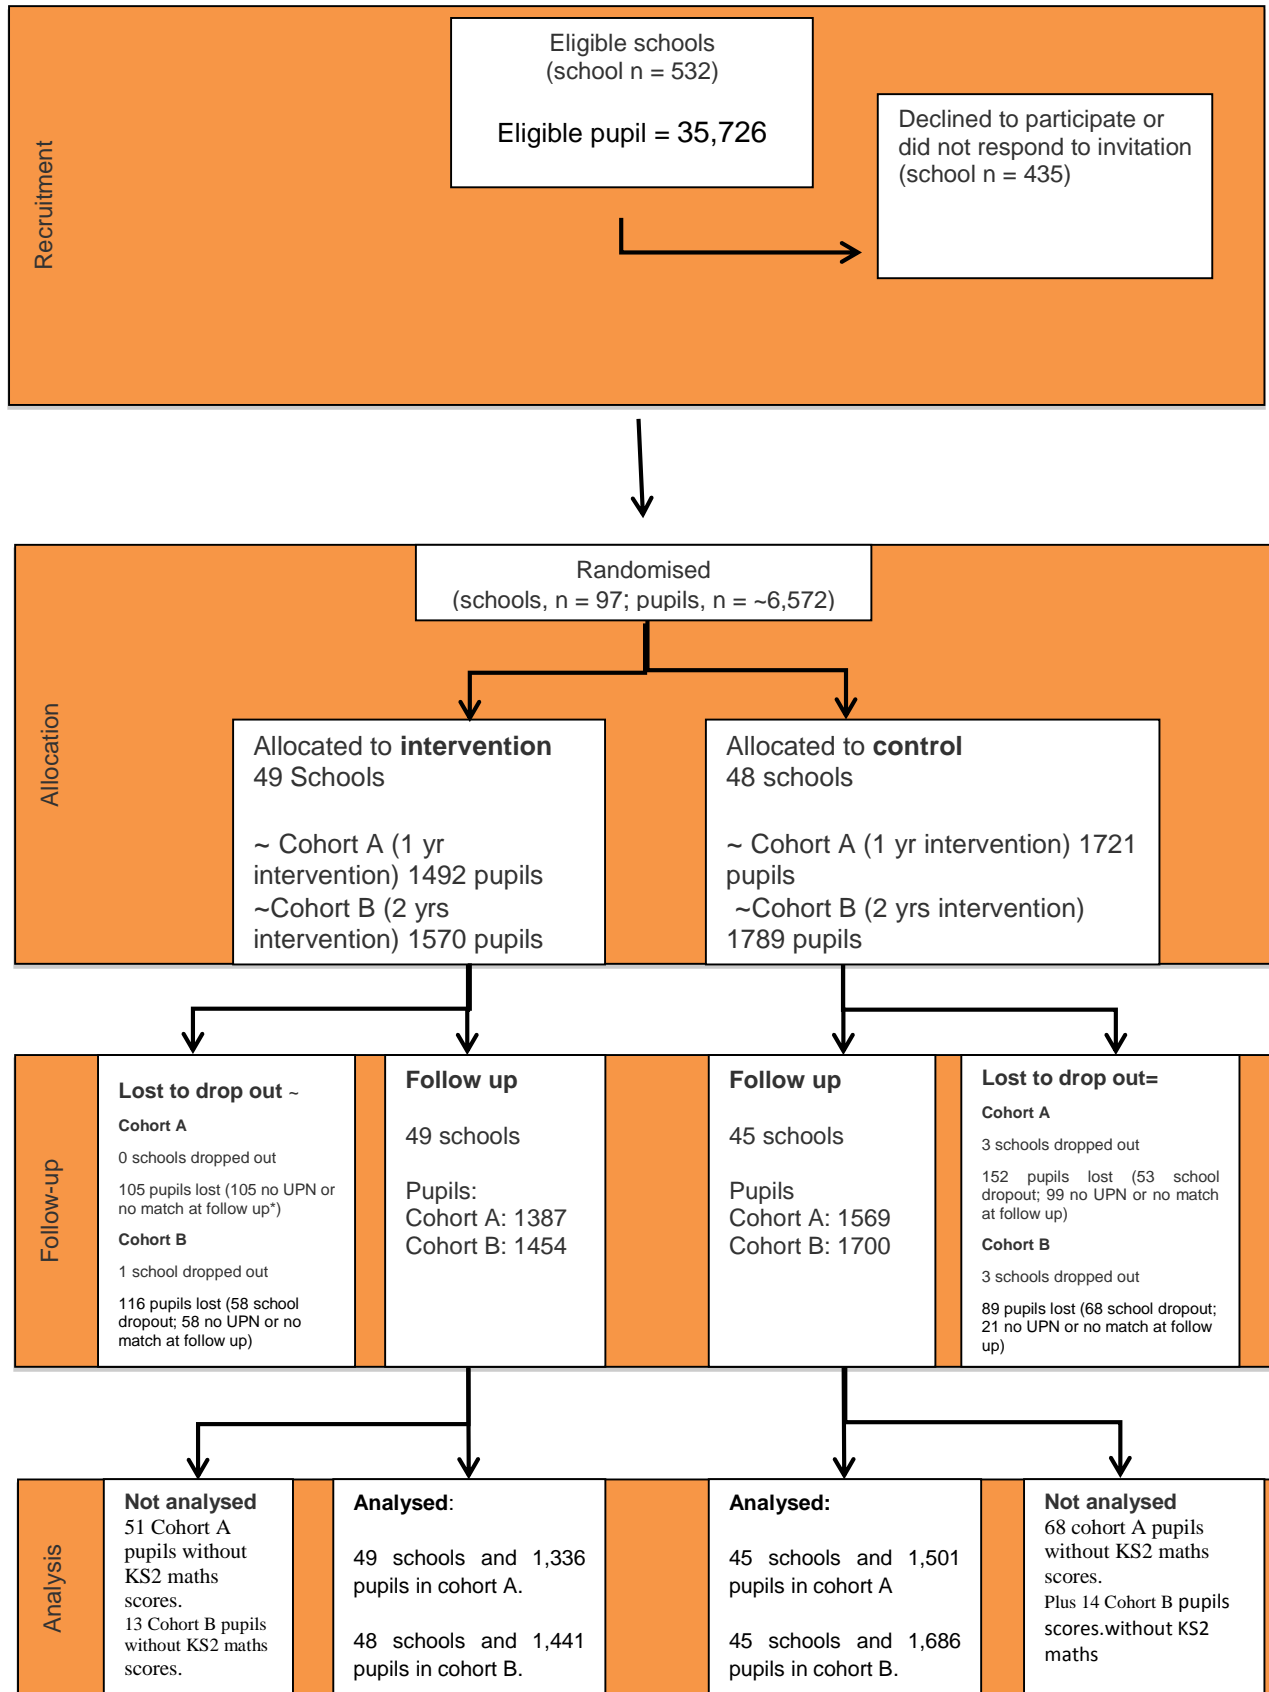 Recruitment
Eligible schools
(school n = 532)
Eligible pupil = 35,726
Declined to participate or
did not respond to invitation
(school n = 435)
Allocation
Randomised
(schools, n = 97; pupils, n = ~6,572)
Allocated to intervention
49 Schools
~ Cohort A (1 yr
intervention) 1492 pupils
~Cohort B (2 yrs
intervention) 1570 pupils
Allocated to control
48 schools
~ Cohort A (1 yr intervention) 1721
pupils
~Cohort B (2 yrs intervention)
1789 pupils
Follow-up
Lost to drop out ~
Cohort A
0 schools dropped out
105 pupils lost (105 no UPN or
no match at follow up*)
Cohort B
1 school dropped out
116 pupils lost (58 school
dropout; 58 no UPN or no
match at follow up)
Follow up
49 schools
Pupils:
Cohort A: 1387
Cohort B: 1454
Follow up
45 schools
Pupils
Cohort A: 1569
Cohort B: 1700
Lost to drop out=
Cohort A
3 schools dropped out
152 pupils lost (53 school
dropout; 99 no UPN or no match
at follow up)
Cohort B
3 schools dropped out
89 pupils lost (68 school dropout;
21 no UPN or no match at follow
up)
Analysis
Not analysed
51 Cohort A
pupils without
KS2 maths
scores.
13 Cohort B pupils
without KS2 maths
scores.
Analysed:
49 schools and 1,336
pupils in cohort A.
48 schools and 1,441
pupils in cohort B.
Analysed:
45 schools and 1,501
pupils in cohort A
45 schools and 1,686
pupils in cohort B.
Not analysed
68 cohort A pupils
without KS2 maths
scores.
Plus 14 Cohort B pupils
scores.without KS2
maths